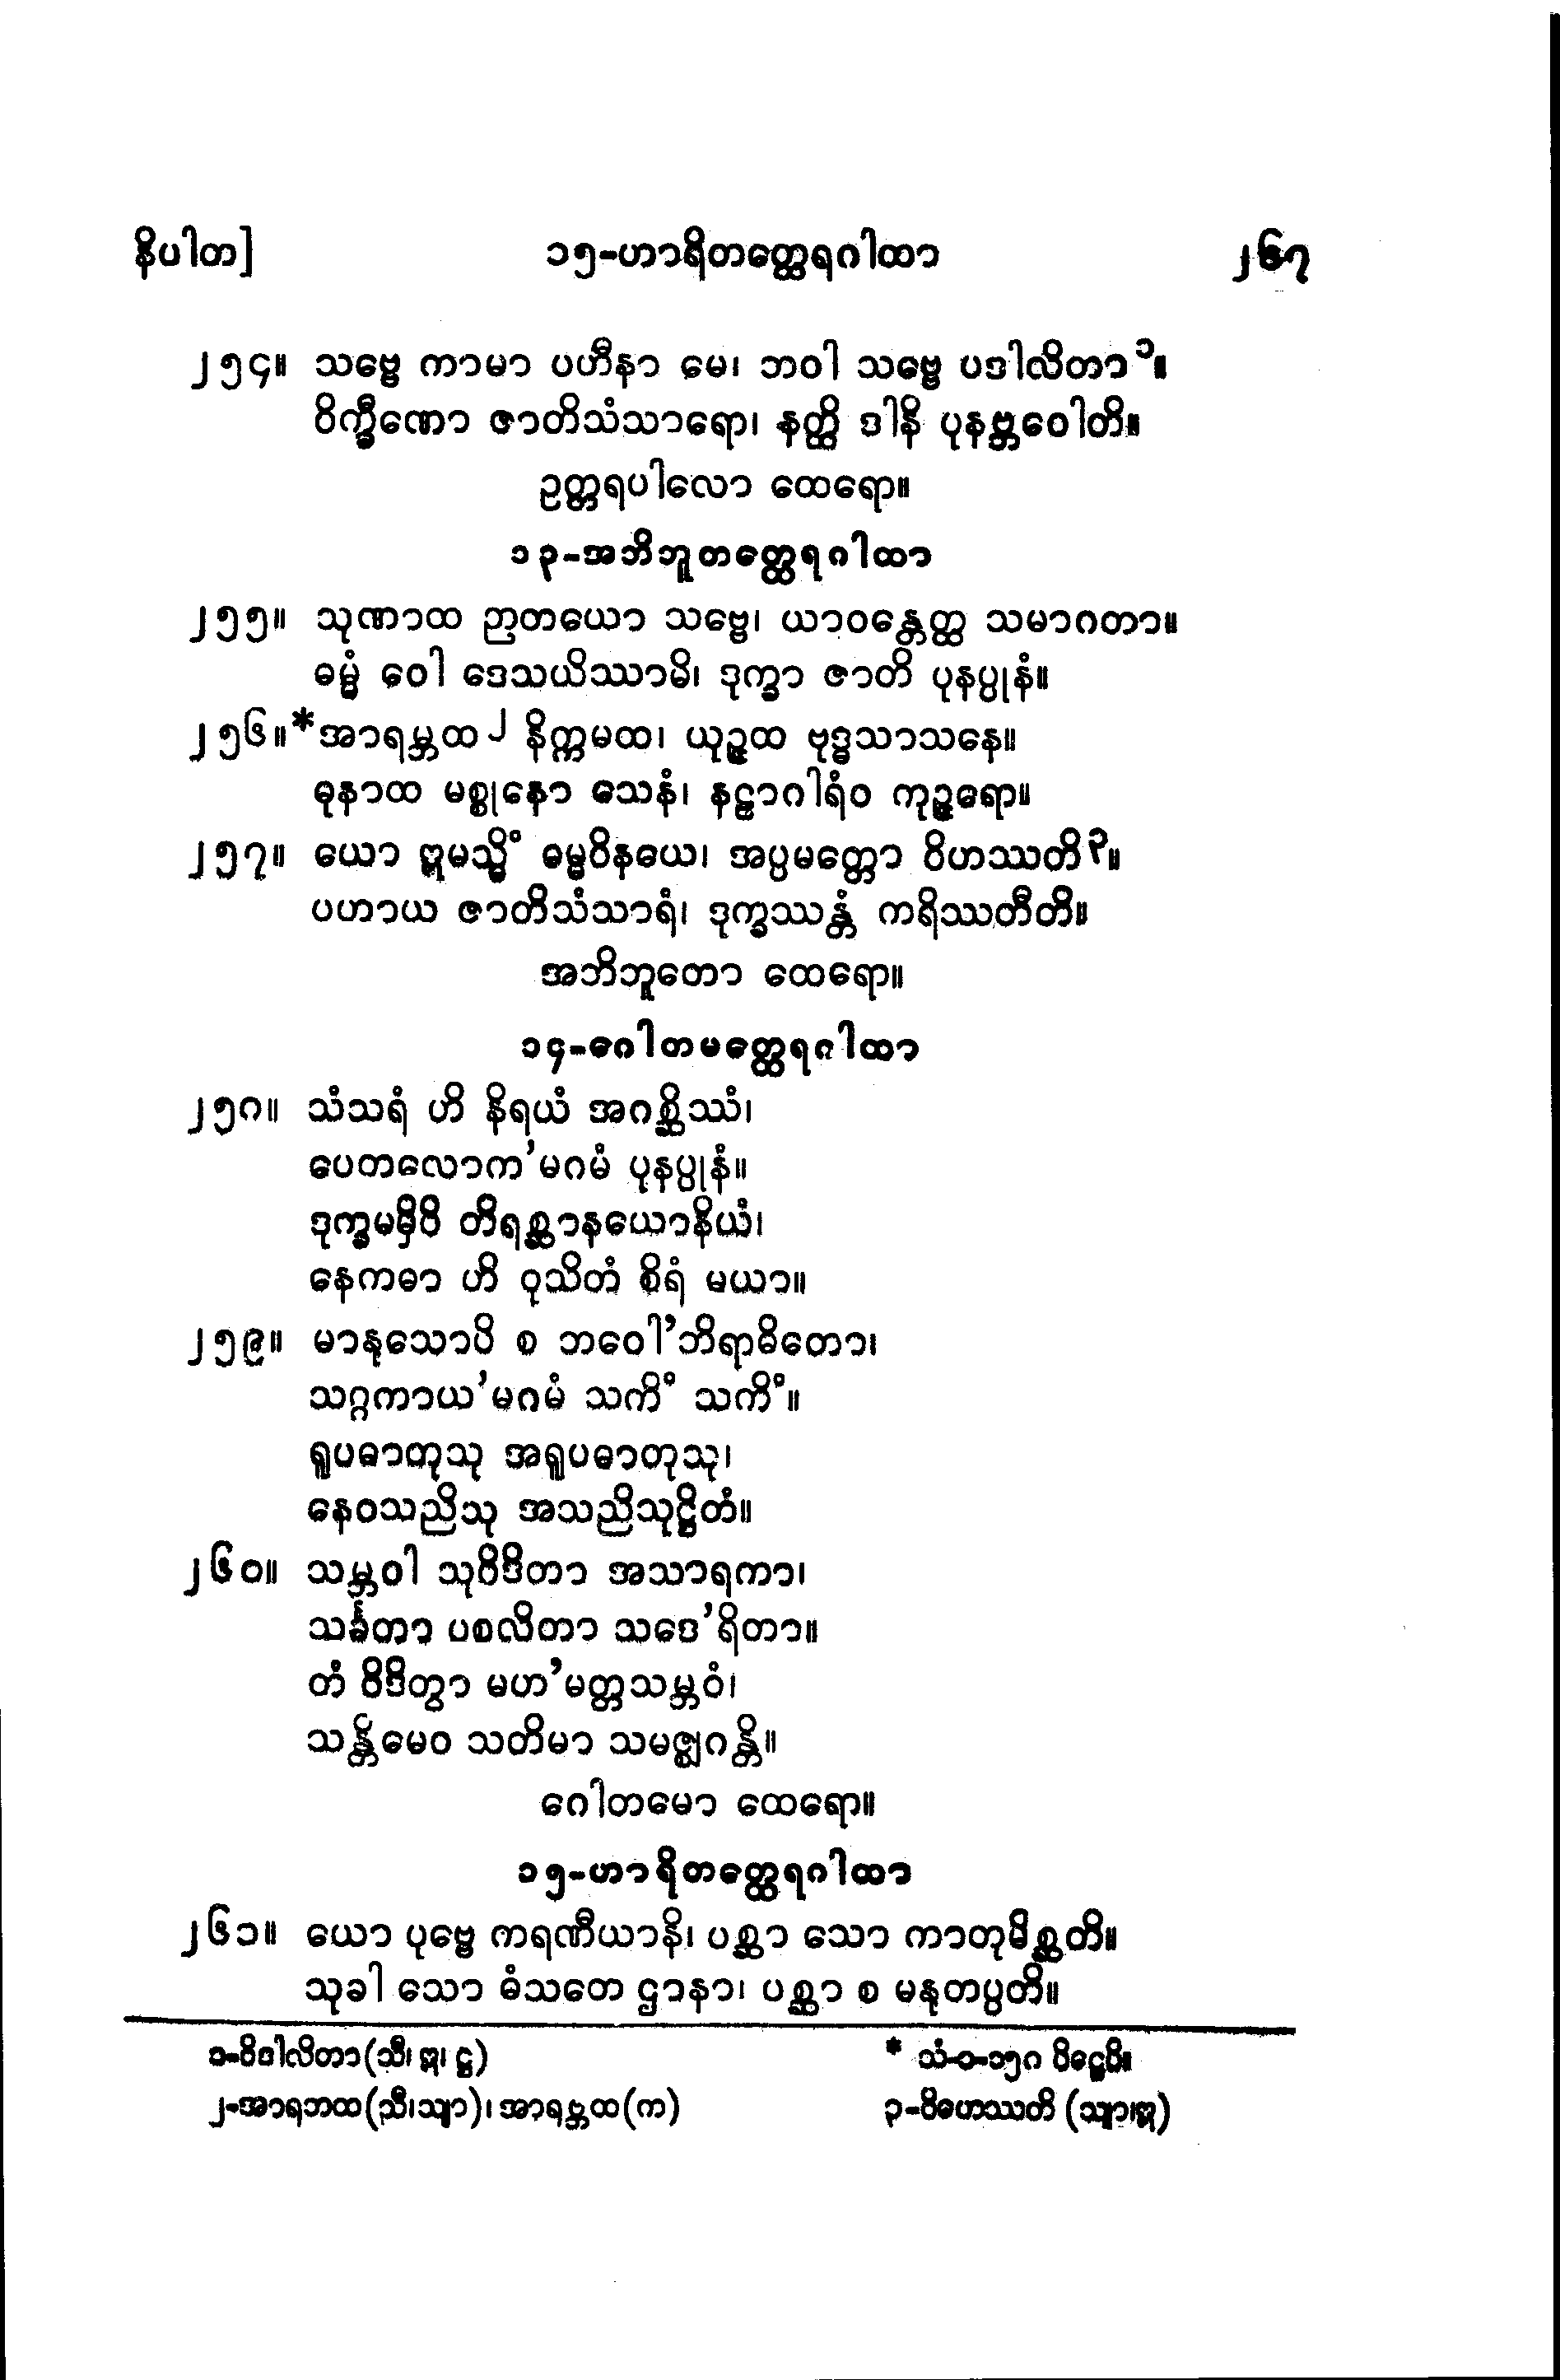 နိပါတ] ၁၅-ဟာရိတတ္ထေရဂါထာ ၂၆၇
၂၅၄။ သဗ္ဗေ ကာမာ ပဟီနာ မေ၊ ဘဝါ သဗ္ဗေ ပဒါလိတာ၁။
ဝိက္ခီဏော ဇာတိသံသာရော၊ နတ္ထိ ဒါနိ ပုနဗ္ဘဝေါတိ။
ဥတ္တရပါလော ထေရော။
၁၃-အဘိဘူတတ္ထေရဂါထာ
၂၅၅။ သုဏာထ ဉာတယော သဗ္ဗေ၊ ယာဝန္တေတ္ထ သမာဂတာ။
ဓမ္မံ ဝေါ ဒေသယိဿာမိ၊ ဒုက္ခာ ဇာတိ ပုနပ္ပုနံ။
၂၅၆။*အာရမ္ဘထ၂ နိက္ကမထ၊ ယုဉ္ဇထ ဗုဒ္ဓသာသနေ။
ဓုနာထ မစ္စုနော သေနံ၊ နဠာဂါရံဝ ကုဉ္ဇရော။
၂၅၇။ ယော ဣမသ္မိံ ဓမ္မဝိနယေ၊ အပ္ပမတ္တော ဝိဟဿတိ၃။
ပဟာယ ဇာတိသံသာရံ၊ ဒုက္ခဿန္တံ ကရိဿတီတိ။
အဘိဘူတော ထေရော။
၁၄-ဂေါတမတ္ထေရဂါထာ
၂၅၈။ သံသရံ ဟိ နိရယံ အဂစ္ဆိဿံ၊
ပေတလောက’မဂမံ ပုနပ္ပုနံ။
ဒုက္ခမမှိပိ တိရစ္ဆာနယောနိယံ၊
နေကဓာ ဟိ ဝုသိတံ စိရံ မယာ။
၂၅၉။ မာနုသောပိ စ ဘဝေါ’ဘိရာဓိတော၊
သဂ္ဂကာယ’မဂမံ သကိံ သကိံ။
ရူပဓာတုသု အရူပဓာတုသု၊
နေဝသညိသု အသညိသုဋ္ဌိတံ။
၂၆၀။ သမ္ဘဝါ သုဝိဒိတာ အသာရကာ၊
သင်္ခတာ ပစလိတာ သဒေ’ရိတာ။
တံ ဝိဒိတွာ မဟ’မတ္တသမ္ဘဝံ၊
သန္တိမေဝ သတိမာ သမဇ္ဈဂန္တိ။
ဂေါတမော ထေရော။
၁၅-ဟာရိတတ္ထေရဂါထာ
၂၆၁။ ယော ပုဗ္ဗေ ကရဏီယာနိ၊ ပစ္ဆာ သော ကာတုမိစ္ဆတိ။
သုခါ သော ဓံသတေ ဌာနာ၊ ပစ္ဆာ စ မနုတပ္ပတိ။
၁-ဝိဒါလိတာ(သီ၊ ဣ၊ ဋ္ဌ) * သံ-၁-၁၅၈ ပိဋ္ဌေပိ။
၂-အာရဘထ(သီ၊သျာ)၊ အာရဗ္ဘထ(က) ၃-ဝိဟေဿတိ (သျာ၊ဣ)